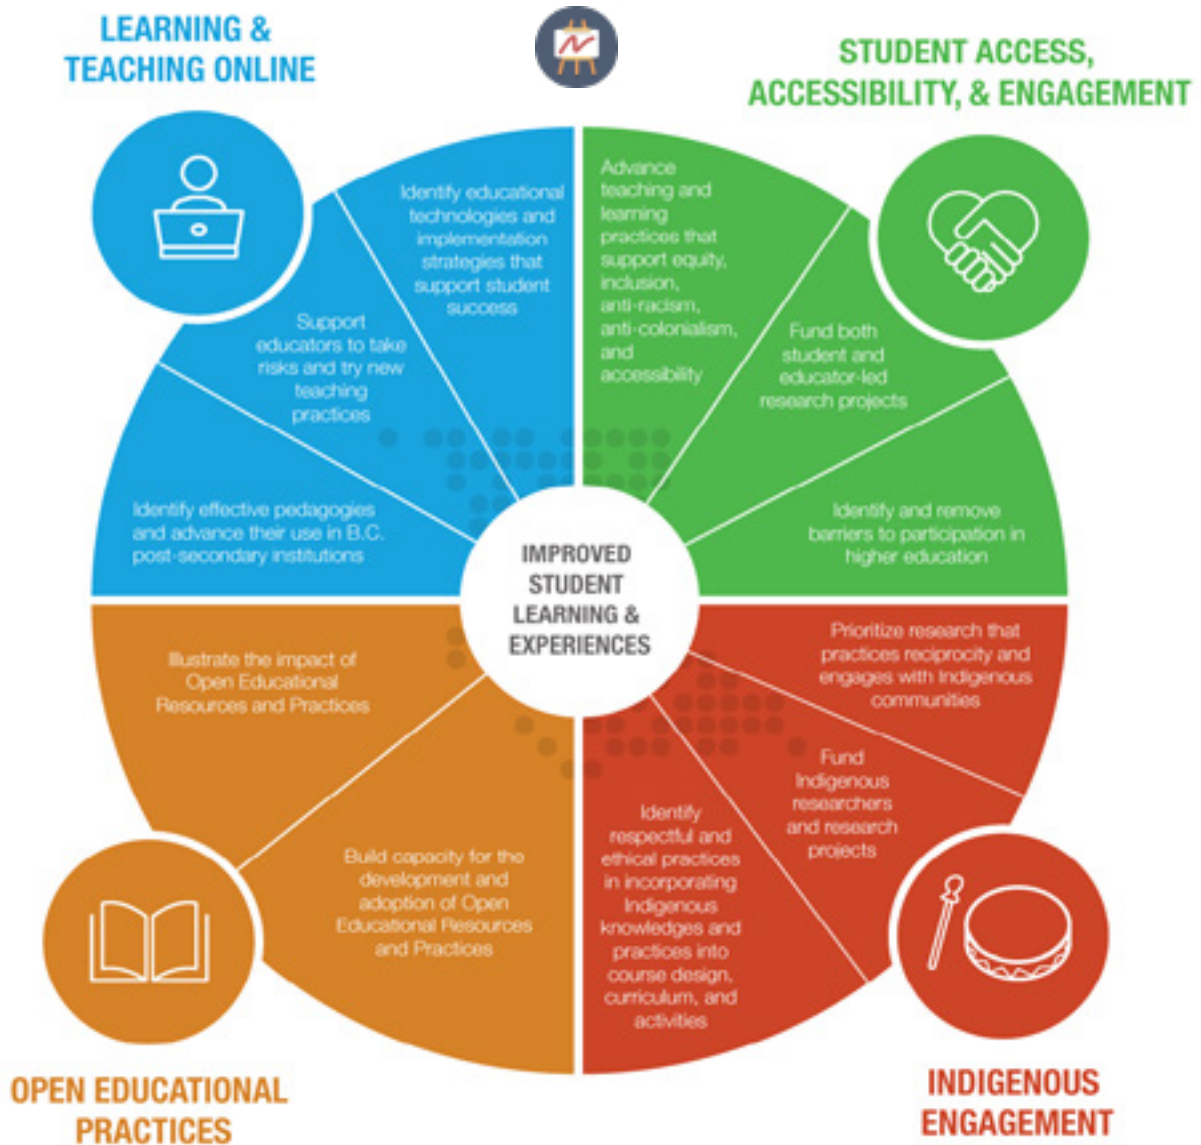 LEARNING &
TEACHING ONLINE
STUDENT ACCESS,
ACCESSIBILITY, & ENGAGEMENT
Identify educational
technologies and
implementation
strategies that
support student
success
Support
educators to take
risks and try new
teaching
practices
Identify effective pedagogies
and advance their use in B.C.
post-secondary institutions
Advance
teaching and
learning
practices that
support equity,
inclusion,
anti-racism,
anti-colonialism,
and
accessibility
Fund both
student and
educator-led
research projects
Identify and remove
barriers to participation in
higher education
IMPROVED
STUDENT
LEARNING &
EXPERIENCES
Illustrate the impact of
Open Educational
Resources and Practices
Build capacity for the
development and
adoption of Open
Educational Resources
and Practices
Prioritize research that
practices reciprocity and
engages with Indigenous
communities
Fund
Indigenous
researchers
and research
projects
Identify
respectful and
ethical practices
in incorporating
Indigenous
knowledges and
practices into
course design,
curriculum, and
activities
OPEN EDUCATIONAL
PRACTICES
INDIGENOUS
ENGAGEMENT